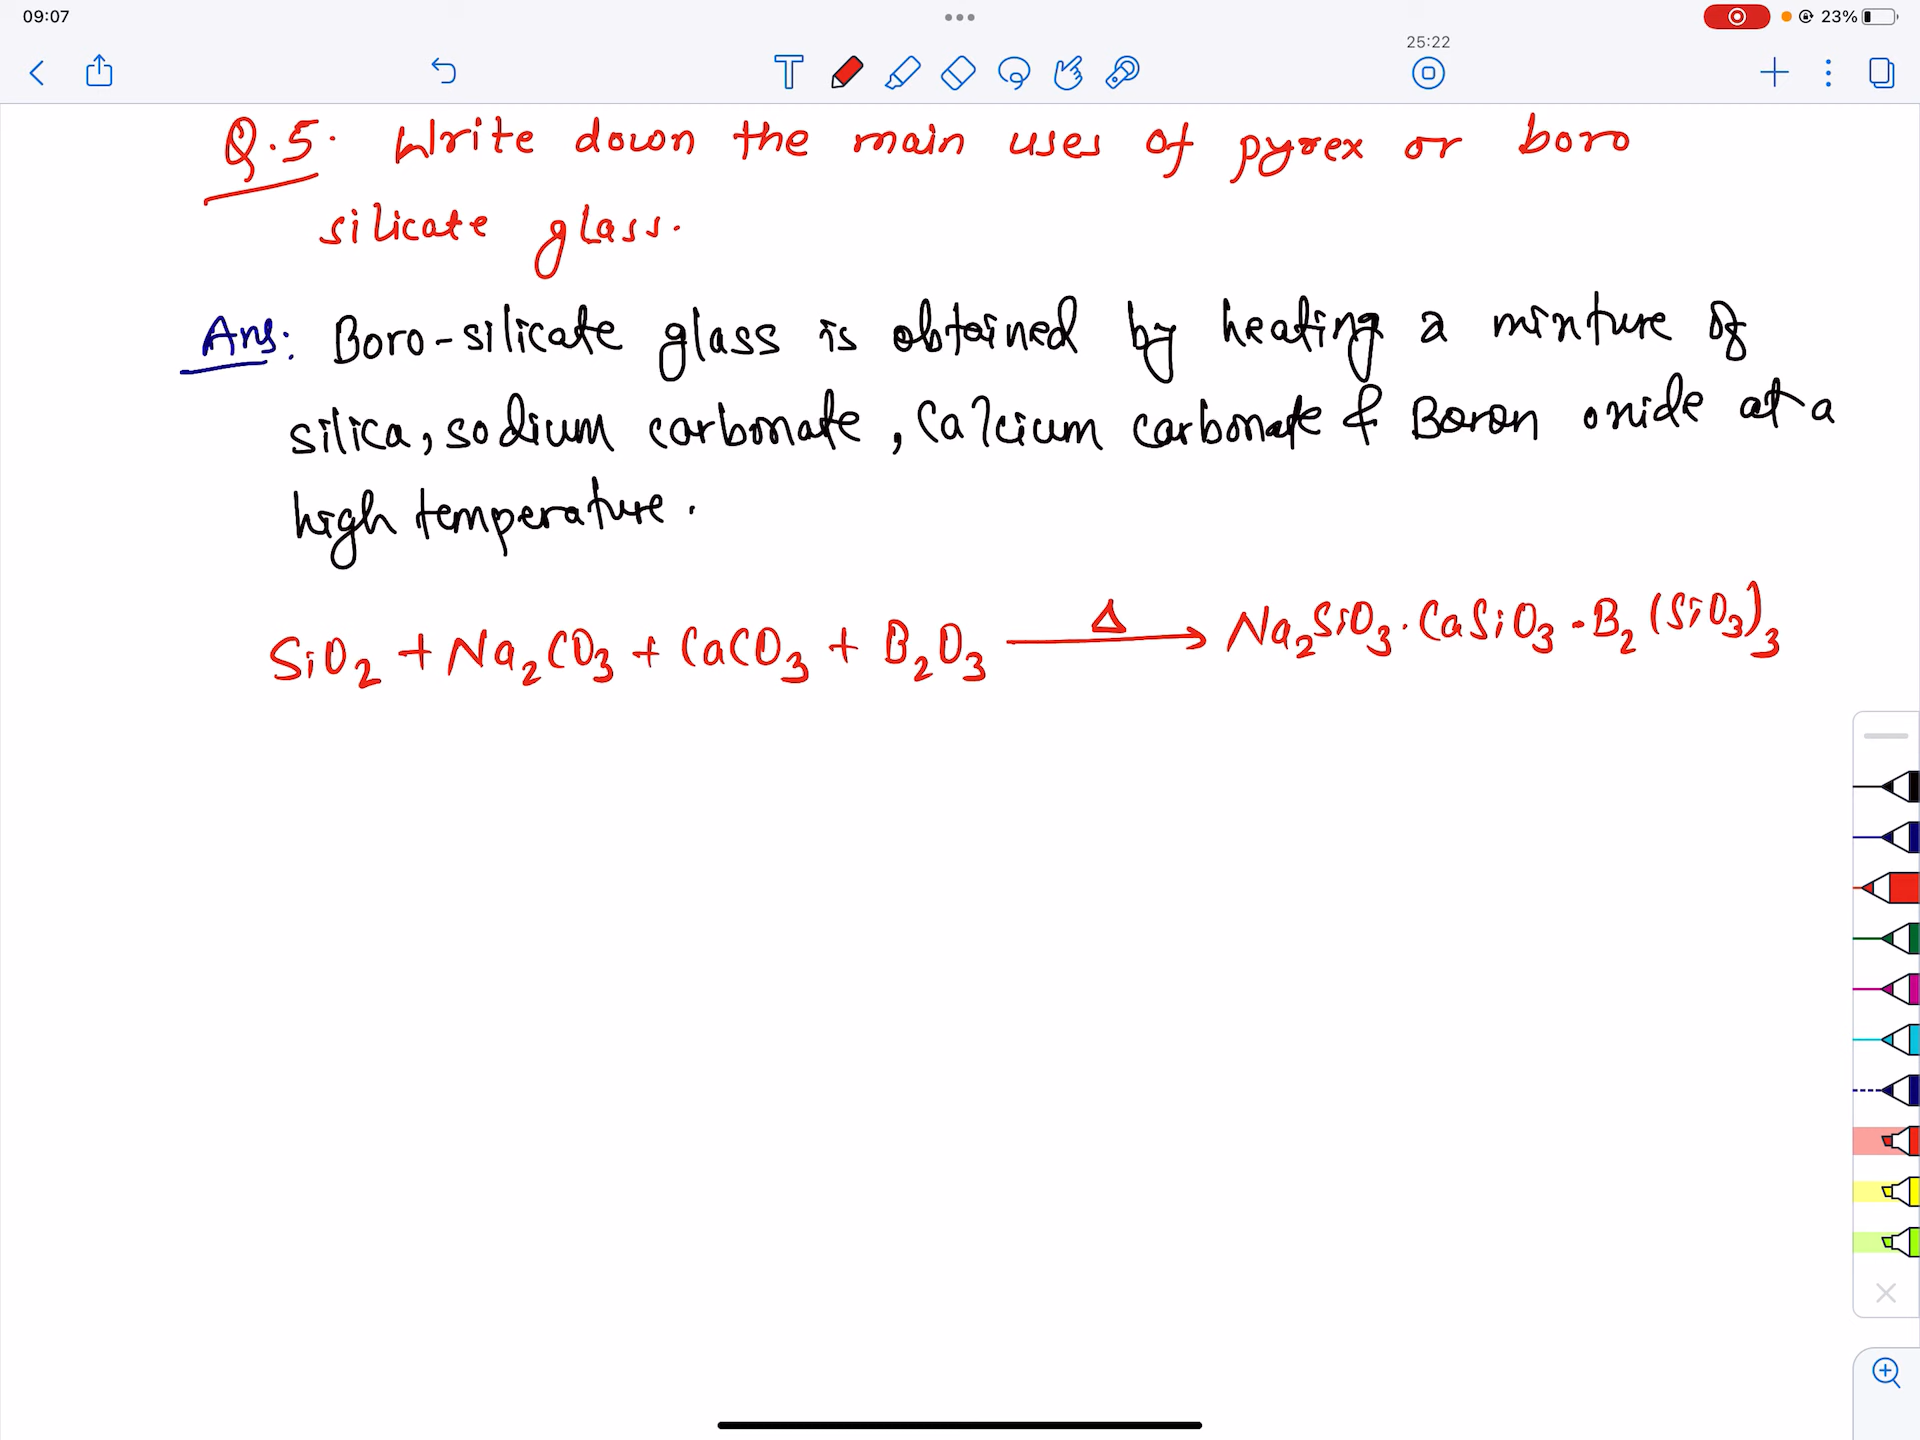 09:07
23%
25:22
Q.5. Write down the main uses of pyrex or boro
silicate glass.
Ans: Boro-silicate glass is obtained by heating a mixture of
silica, sodium carbonate, Calcium carbonate & Boron oxide at a
high temperature.
SiO₂ + Na₂CO₃ + CaCO₃ + B₂O₃ —Δ→ Na₂SiO₃·CaSiO₃-B₂(SiO₃)₃